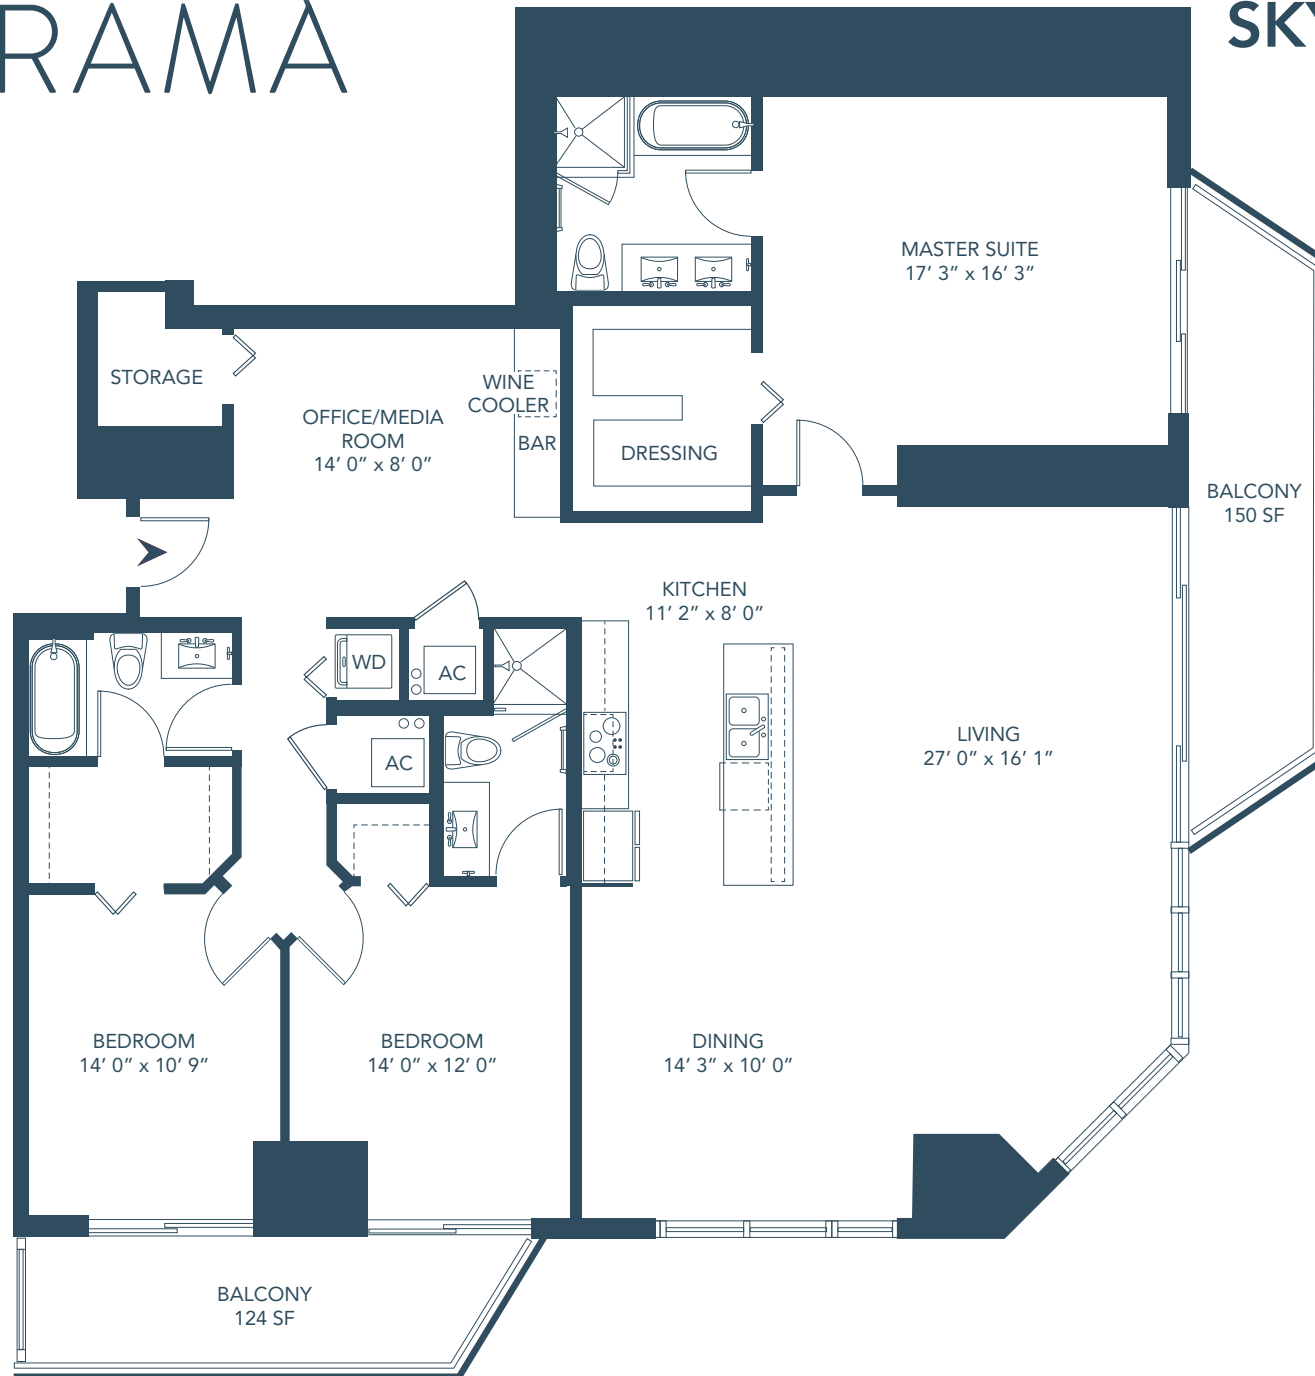 RAMA
SKY
MASTER SUITE
17’ 3” x 16’ 3”
STORAGE
WINE
COOLER
OFFICE/MEDIA
ROOM
14’ 0” x 8’ 0”
BAR
DRESSING
BALCONY
150 SF
KITCHEN
11’ 2” x 8’ 0”
WD
AC
AC
LIVING
27’ 0” x 16’ 1”
BEDROOM
14’ 0” x 10’ 9”
BEDROOM
14’ 0” x 12’ 0”
DINING
14’ 3” x 10’ 0”
BALCONY
124 SF